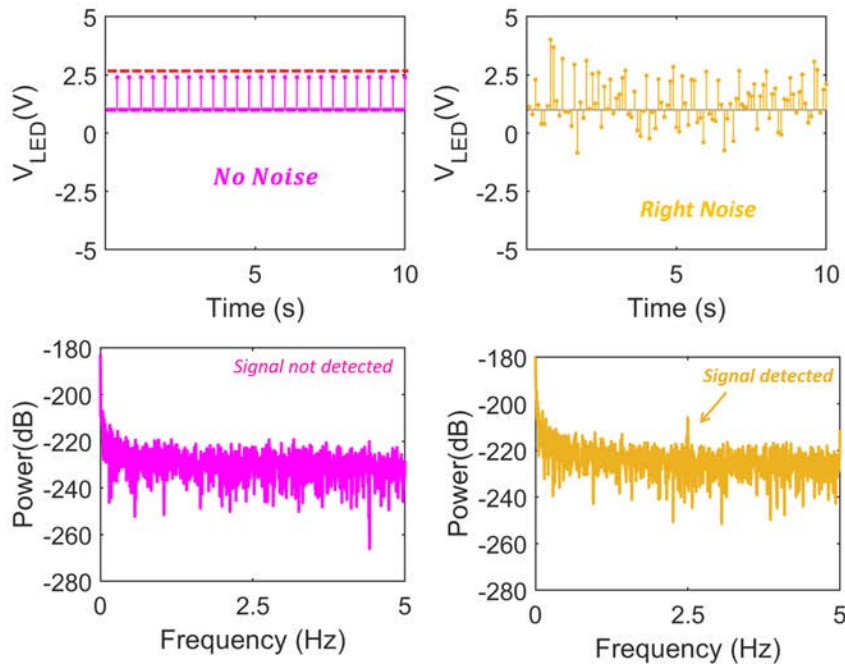 5
2.5
0
-2.5
-5
V_LED(V)
No Noise
5
10
Time (s)
5
2.5
0
-2.5
-5
V_LED(V)
Right Noise
0
5
10
Time (s)
-180
-200
-220
-240
-260
-280
Power(dB)
Signal not detected
0
2.5
5
Frequency (Hz)
-180
-200
-220
-240
-260
-280
Power(dB)
Signal detected
0
2.5
5
Frequency (Hz)